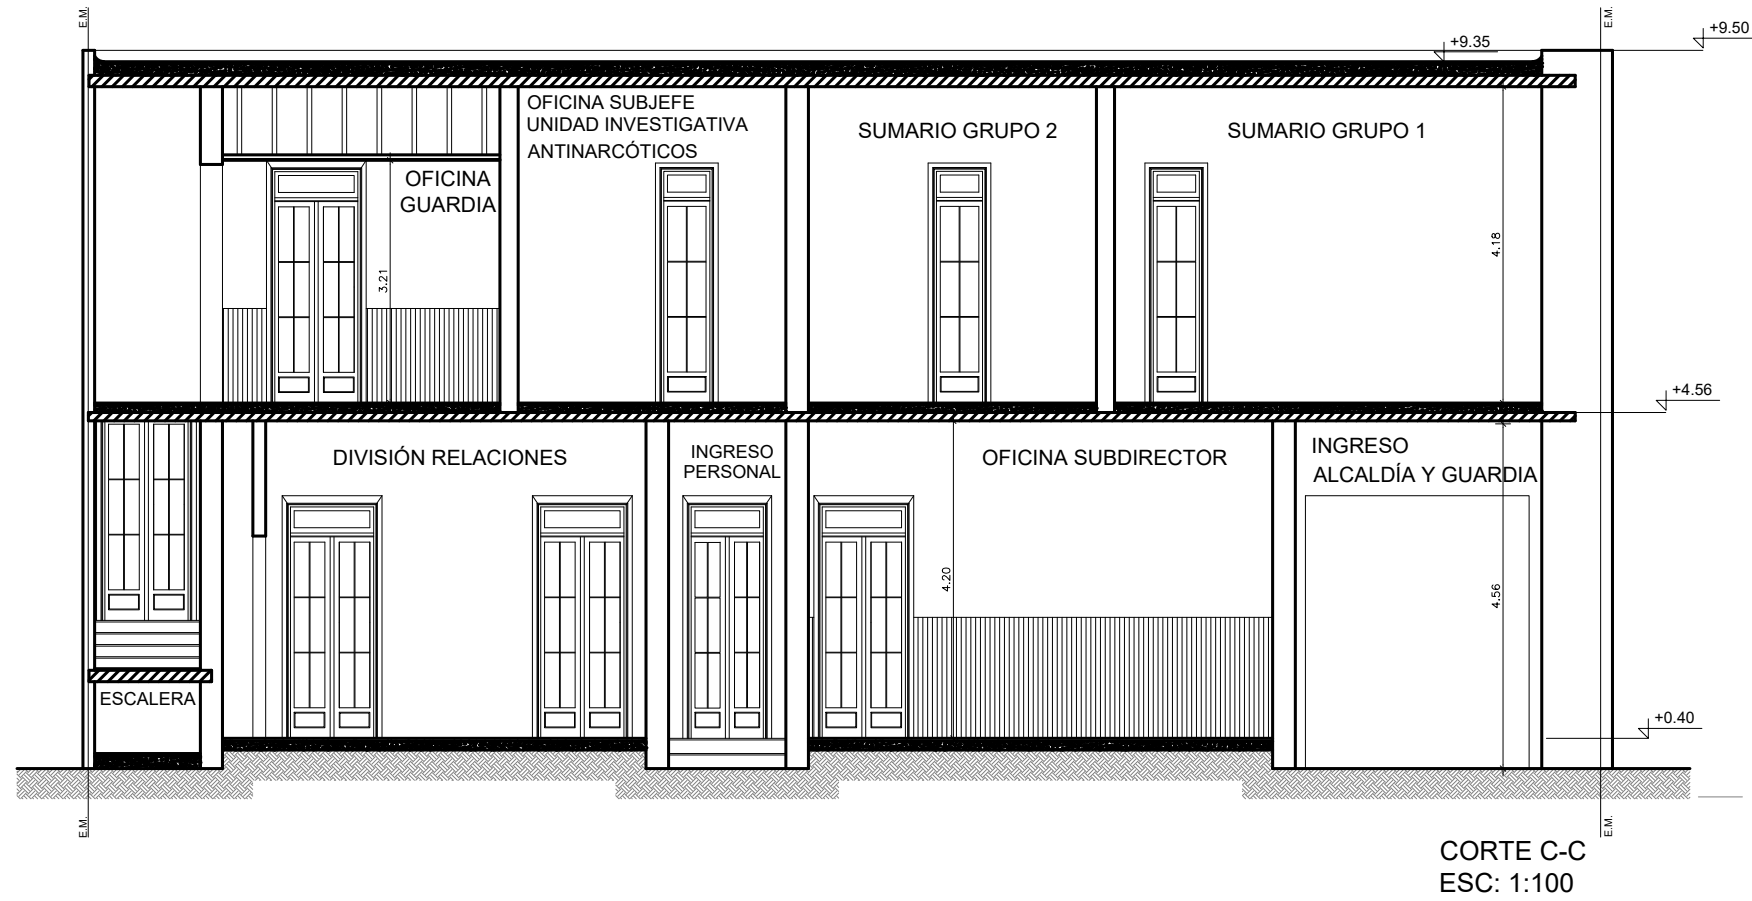 E.M.
E.M.
+9.50
+9.35
OFICINA SUBJEFE
UNIDAD INVESTIGATIVA
ANTINARCÓTICOS
SUMARIO GRUPO 2
SUMARIO GRUPO 1
OFICINA
GUARDIA
3.21
4.18
+4.56
DIVISIÓN RELACIONES
INGRESO
PERSONAL
OFICINA SUBDIRECTOR
INGRESO
ALCALDÍA Y GUARDIA
4.20
4.56
ESCALERA
+0.40
E.M.
E.M.
CORTE C-C
ESC: 1:100